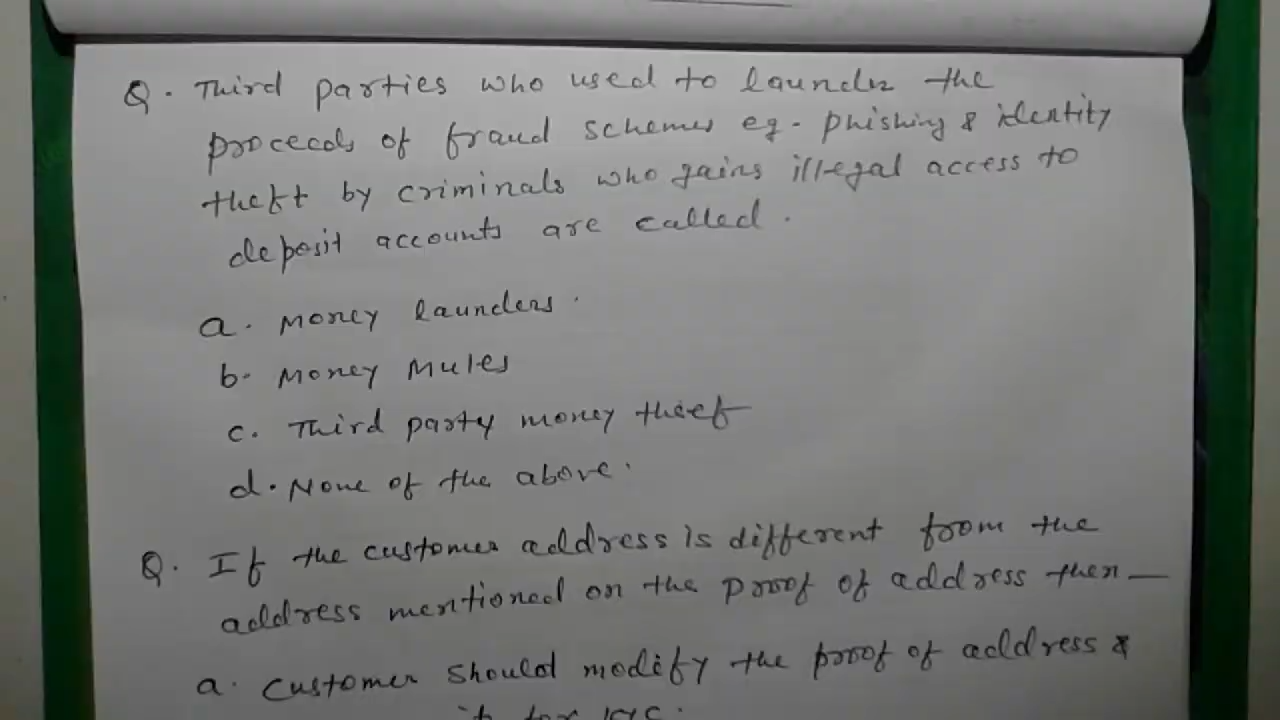 Q. Third parties who used to launder the
proceeds of fraud schemes eg. phishing & identity
theft by criminals who gains illegal access to
deposit accounts are called.
a. Money launders.
b. Money Mules
c. Third party money theef
d. None of the above.
Q. If the customer address is different from the
address mentioned on the proof of address then —
a. Customer should modify the proof of address &
it for KYC.